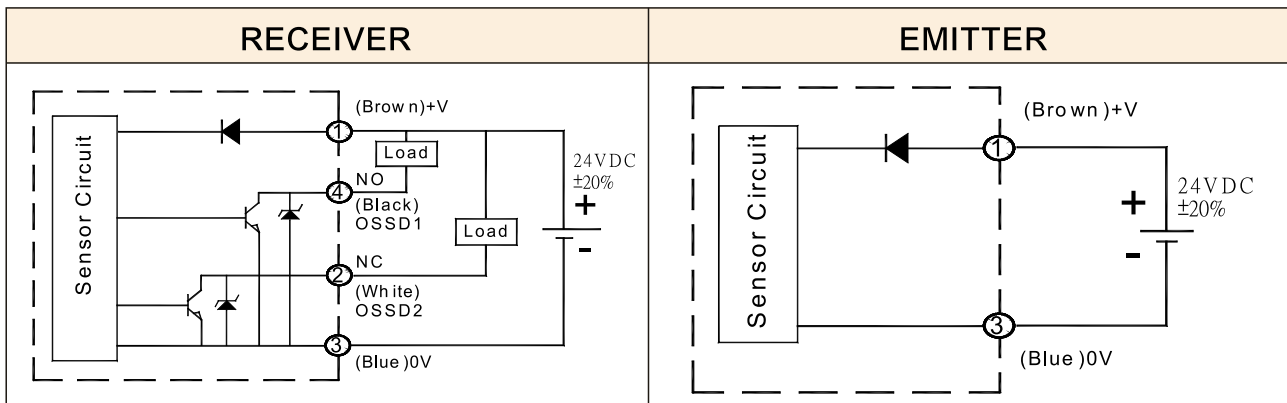 RECEIVER
EMITTER
Sensor Circuit
(Brown)+V
1
Load
4
NO
(Black)
OSSD1
Load
2
NC
(White)
OSSD2
3
(Blue)0V
24VDC
±20%
+
-
Sensor Circuit
(Brown)+V
1
24VDC
±20%
+
-
3
(Blue)0V